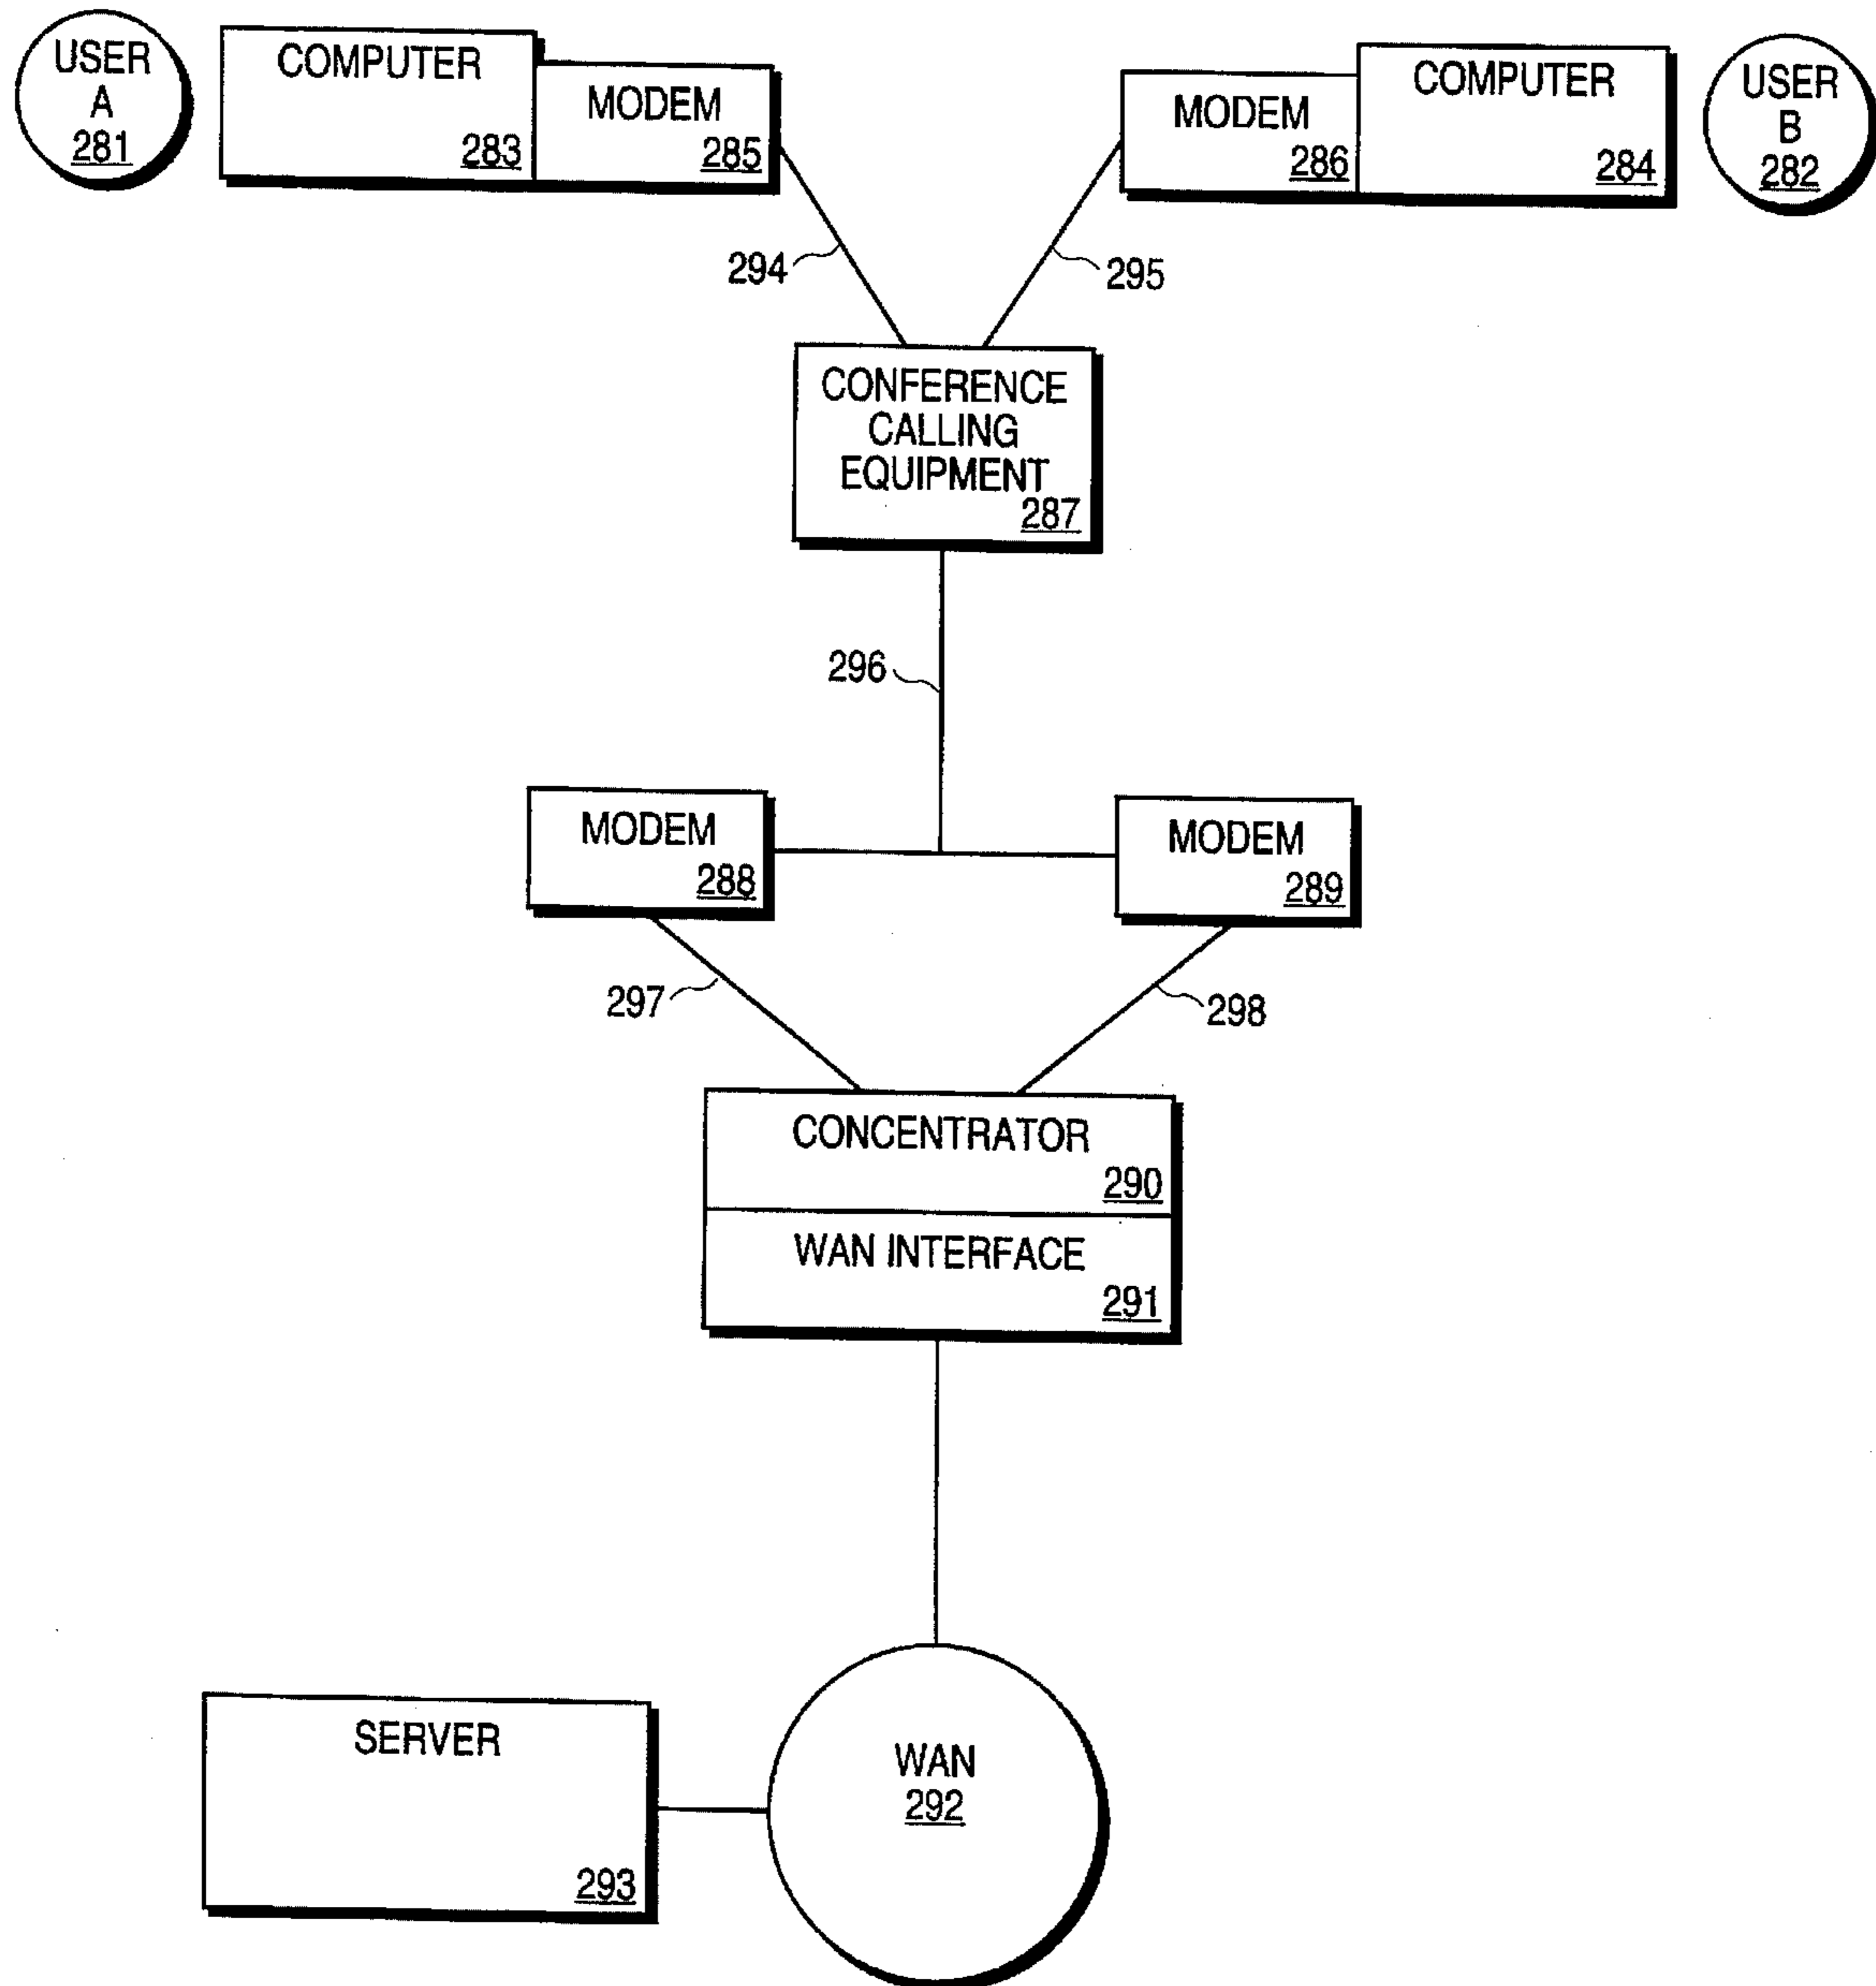 USER
A
281
COMPUTER
283
MODEM
285
MODEM
286
COMPUTER
284
USER
B
282
294
295
CONFERENCE
CALLING
EQUIPMENT
287
296
MODEM
288
MODEM
289
297
298
CONCENTRATOR
290
WAN INTERFACE
291
SERVER
293
WAN
292